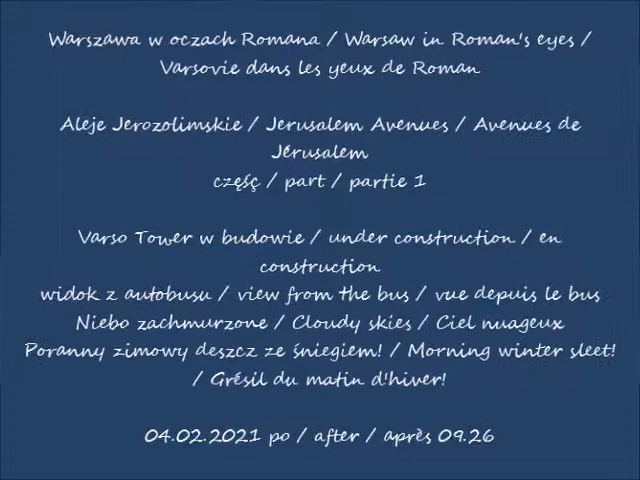 Warszawa w oczach Romana / Warsaw in Roman's eyes /
Varsovie dans les yeux de Roman
Aleje Jerozolimskie / Jerusalem Avenues / Avenues de
Jérusalem
częśç / part / partie 1
Varso Tower w budowie / under construction / en
construction
widok z autobusu / view from the bus / vue depuis le bus
Niebo zachmurzone / Cloudy skies / Ciel nuageux
Poranny zimowy deszcz ze śniegiem! / Morning winter sleet!
/ Grésil du matin d'hiver!
04.02.2021 po / after / après 09.26